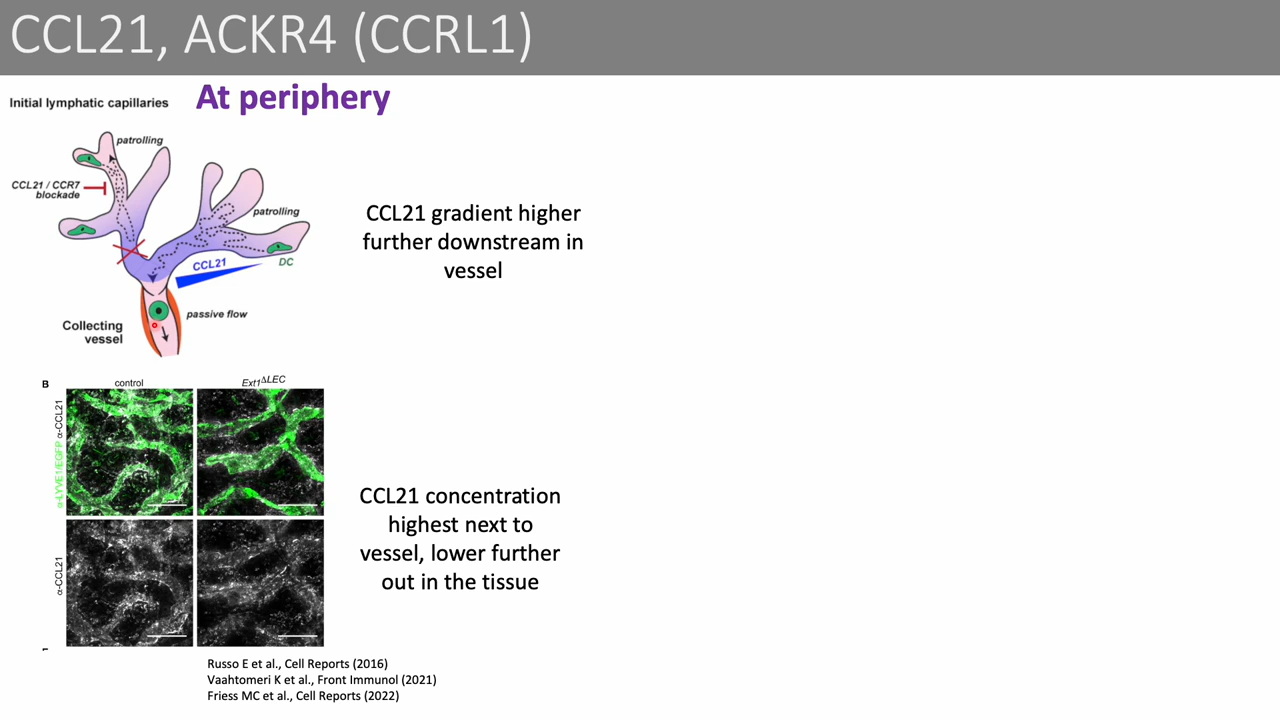 CCL21, ACKR4 (CCRL1)
At periphery
Initial lymphatic capillaries
patrolling
CCL21 / CCR7
blockade
patrolling
CCL21
DC
passive flow
Collecting
vessel
CCL21 gradient higher
further downstream in
vessel
B
control
Ext1ΔLEC
α-LYVE1/EGFP α-CCL21
α-CCL21
CCL21 concentration
highest next to
vessel, lower further
out in the tissue
Russo E et al., Cell Reports (2016)
Vaahtomeri K et al., Front Immunol (2021)
Friess MC et al., Cell Reports (2022)